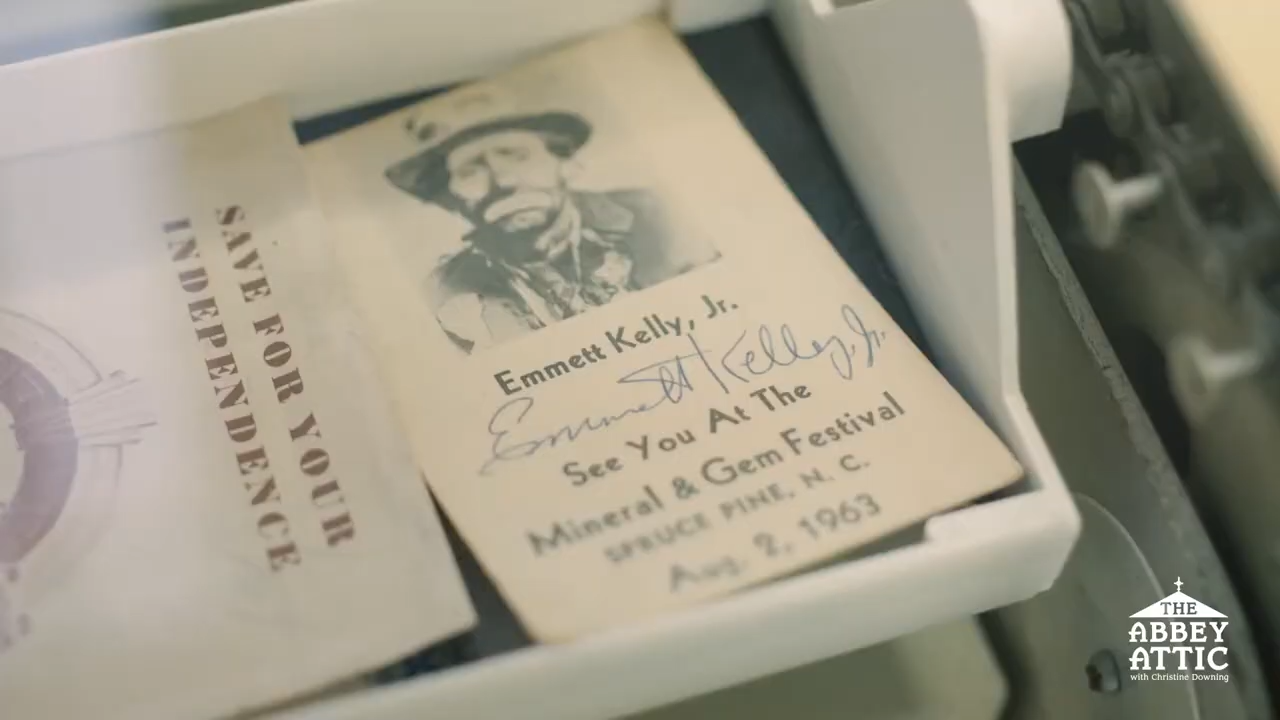 SAVE FOR YOUR
INDEPENDENCE
Emmett Kelly, Jr.
Emmett Kelly, Jr.
See You At The
Mineral & Gem Festival
SPRUCE PINE, N. C.
Aug. 2, 1963
THE
ABBEY
ATTIC
with Christine Downing